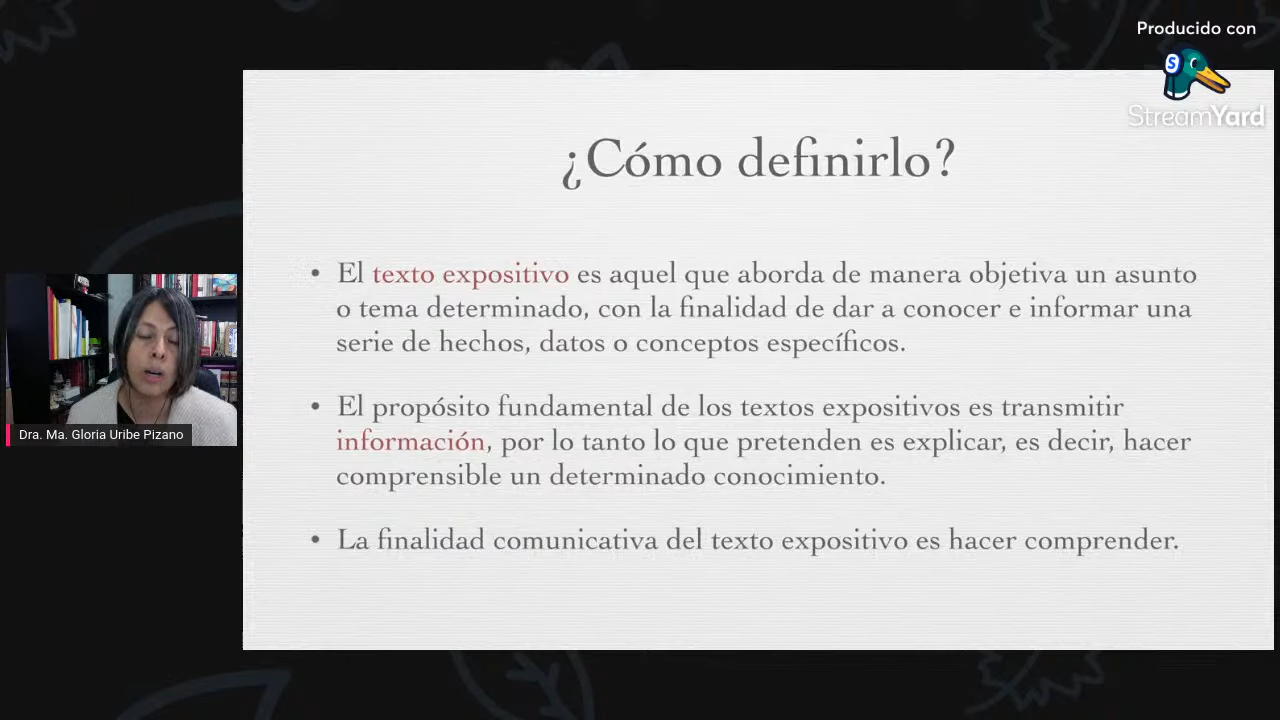 Producido con
StreamYard
¿Cómo definirlo?
• El texto expositivo es aquel que aborda de manera objetiva un asunto
o tema determinado, con la finalidad de dar a conocer e informar una
serie de hechos, datos o conceptos específicos.
• El propósito fundamental de los textos expositivos es transmitir
información, por lo tanto lo que pretenden es explicar, es decir, hacer
comprensible un determinado conocimiento.
• La finalidad comunicativa del texto expositivo es hacer comprender.
Dra. Ma. Gloria Uribe Pizano